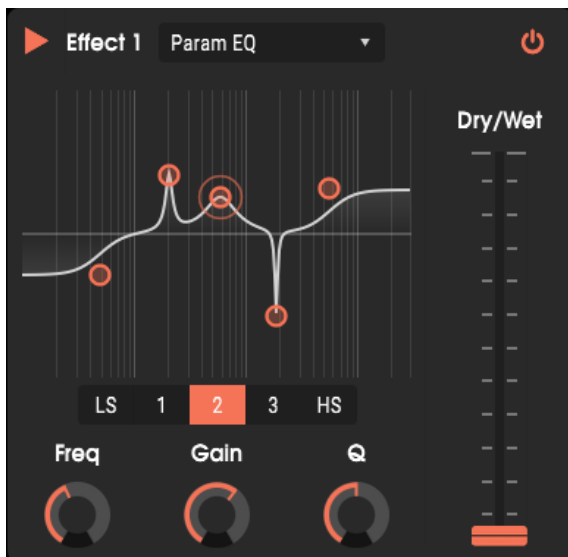 Effect 1 Param EQ
Dry/Wet
LS 1 2 3 HS
Freq Gain Q